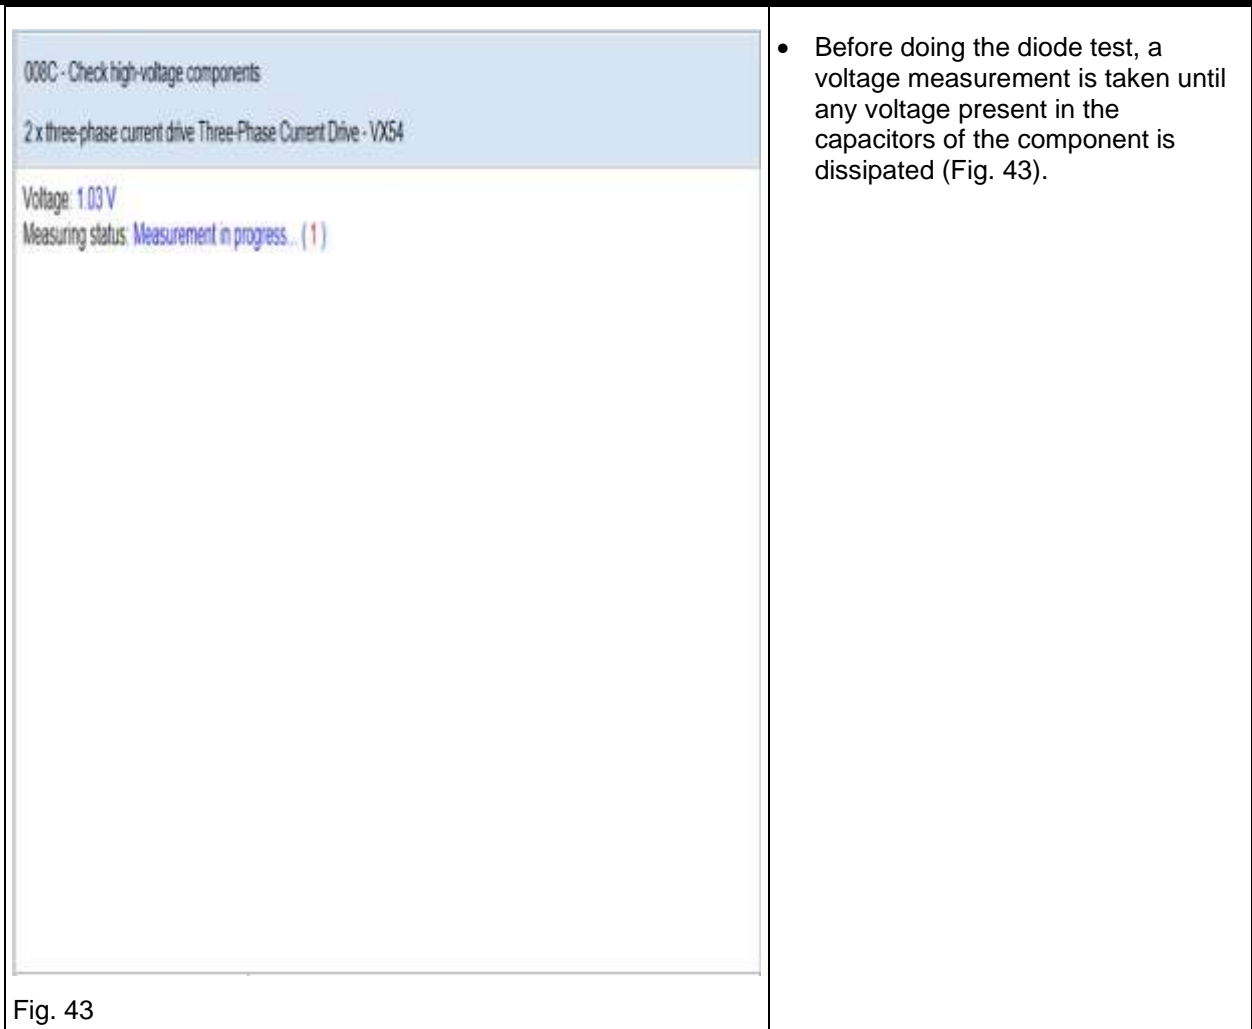 008C - Check high-voltage components
2 x three-phase current drive Three-Phase Current Drive - VX54
Voltage: 1.03 V
Measuring status: Measurement in progress... ( 1 )
Fig. 43
• Before doing the diode test, a
voltage measurement is taken until
any voltage present in the
capacitors of the component is
dissipated (Fig. 43).